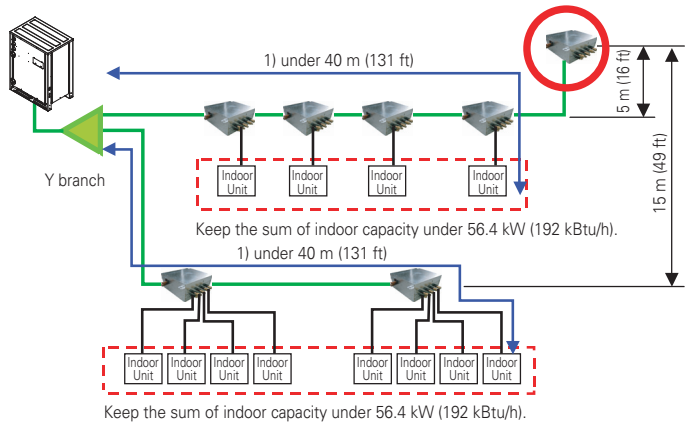 1) under 40 m (131 ft)
5 m (16 ft)
15 m (49 ft)
Y branch
Indoor
Unit
Indoor
Unit
Indoor
Unit
Indoor
Unit
Keep the sum of indoor capacity under 56.4 kW (192 kBtu/h).
1) under 40 m (131 ft)
Indoor
Unit
Indoor
Unit
Indoor
Unit
Indoor
Unit
Indoor
Unit
Indoor
Unit
Indoor
Unit
Indoor
Unit
Keep the sum of indoor capacity under 56.4 kW (192 kBtu/h).